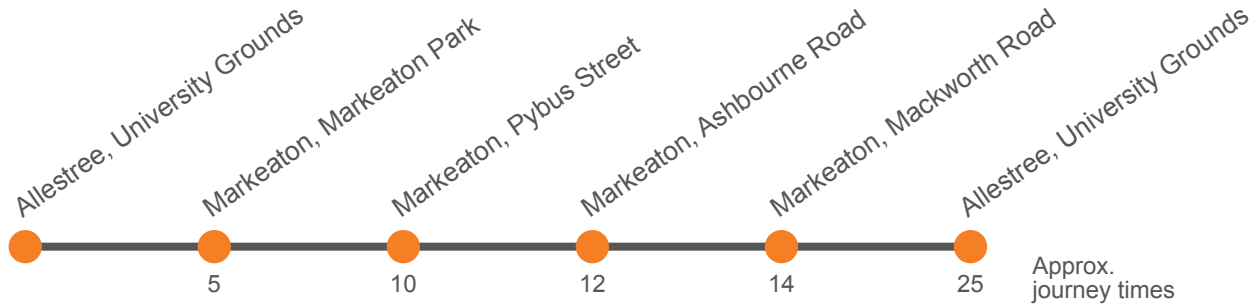 Allestree, University Grounds
Markeaton, Markeaton Park
Markeaton, Pybus Street
Markeaton, Ashbourne Road
Markeaton, Mackworth Road
Allestree, University Grounds
5
10
12
14
25
Approx.
journey times